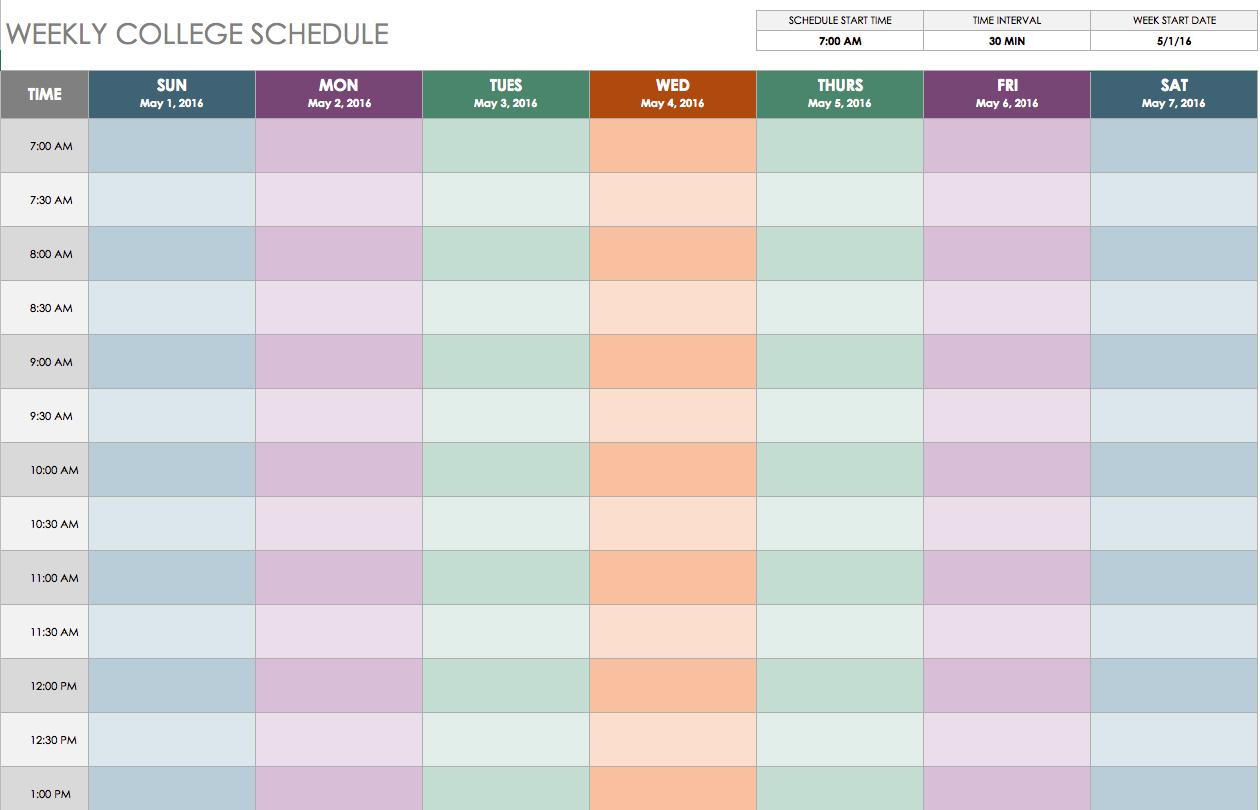 WEEKLY COLLEGE SCHEDULE
SCHEDULE START TIME TIME INTERVAL WEEK START DATE
7:00 AM 30 MIN 5/1/16
TIME SUN MON TUES WED THURS FRI SAT
May 1, 2016 May 2, 2016 May 3, 2016 May 4, 2016 May 5, 2016 May 6, 2016 May 7, 2016
7:00 AM
7:30 AM
8:00 AM
8:30 AM
9:00 AM
9:30 AM
10:00 AM
10:30 AM
11:00 AM
11:30 AM
12:00 PM
12:30 PM
1:00 PM